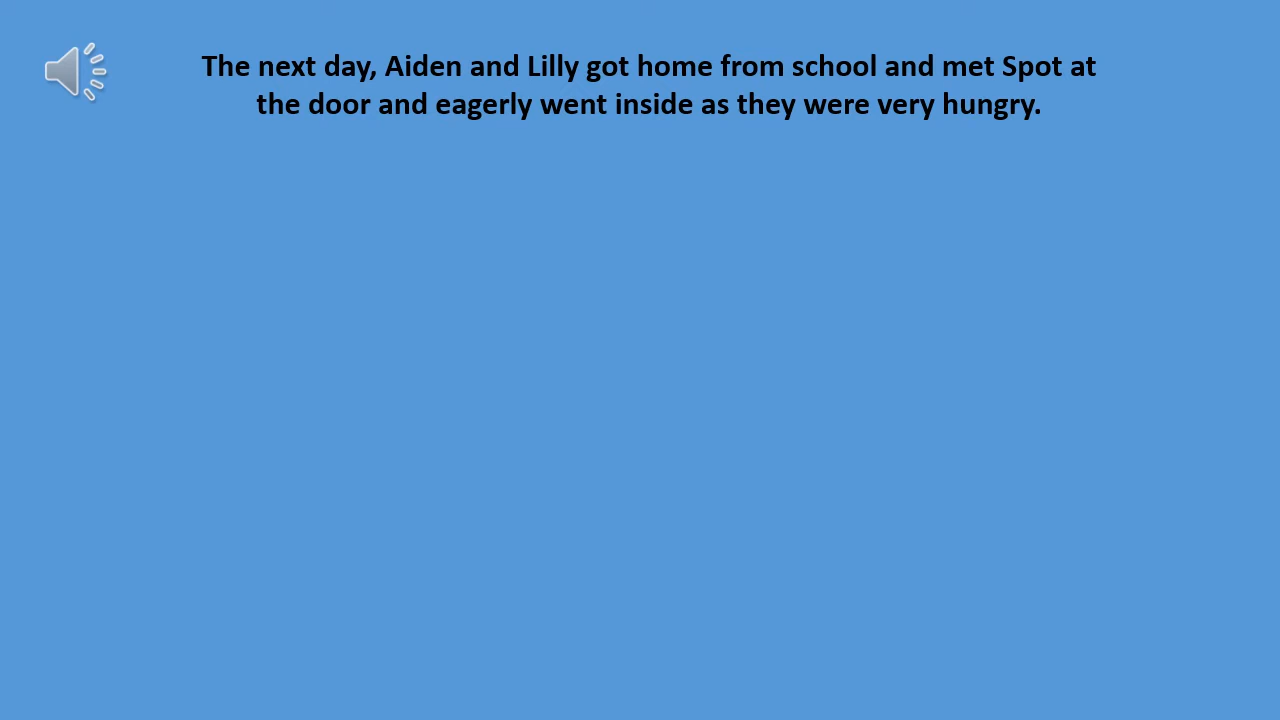 The next day, Aiden and Lilly got home from school and met Spot at
the door and eagerly went inside as they were very hungry.